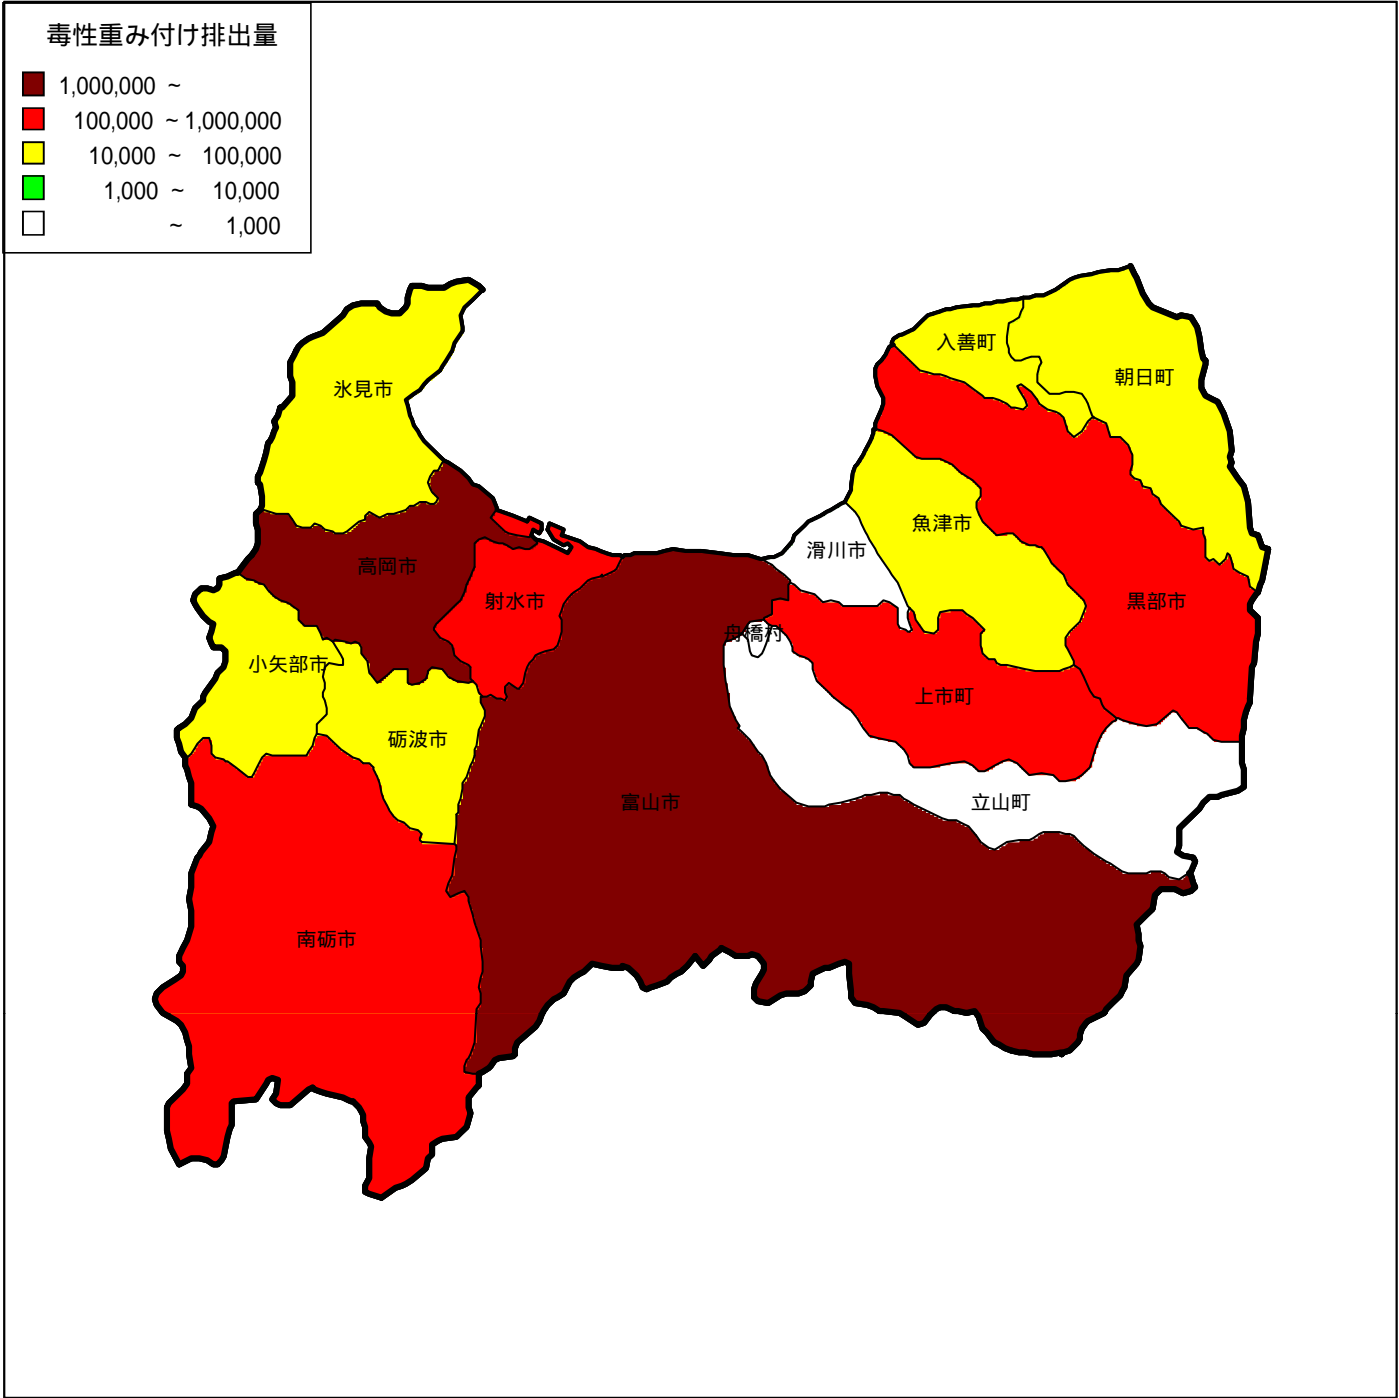 毒性重み付け排出量
1,000,000 ~
100,000 ~ 1,000,000
10,000 ~ 100,000
1,000 ~ 10,000
~ 1,000
入善町
朝日町
氷見市
魚津市
滑川市
高岡市
射水市
黒部市
舟橋村
小矢部市
上市町
砺波市
富山市
立山町
南砺市